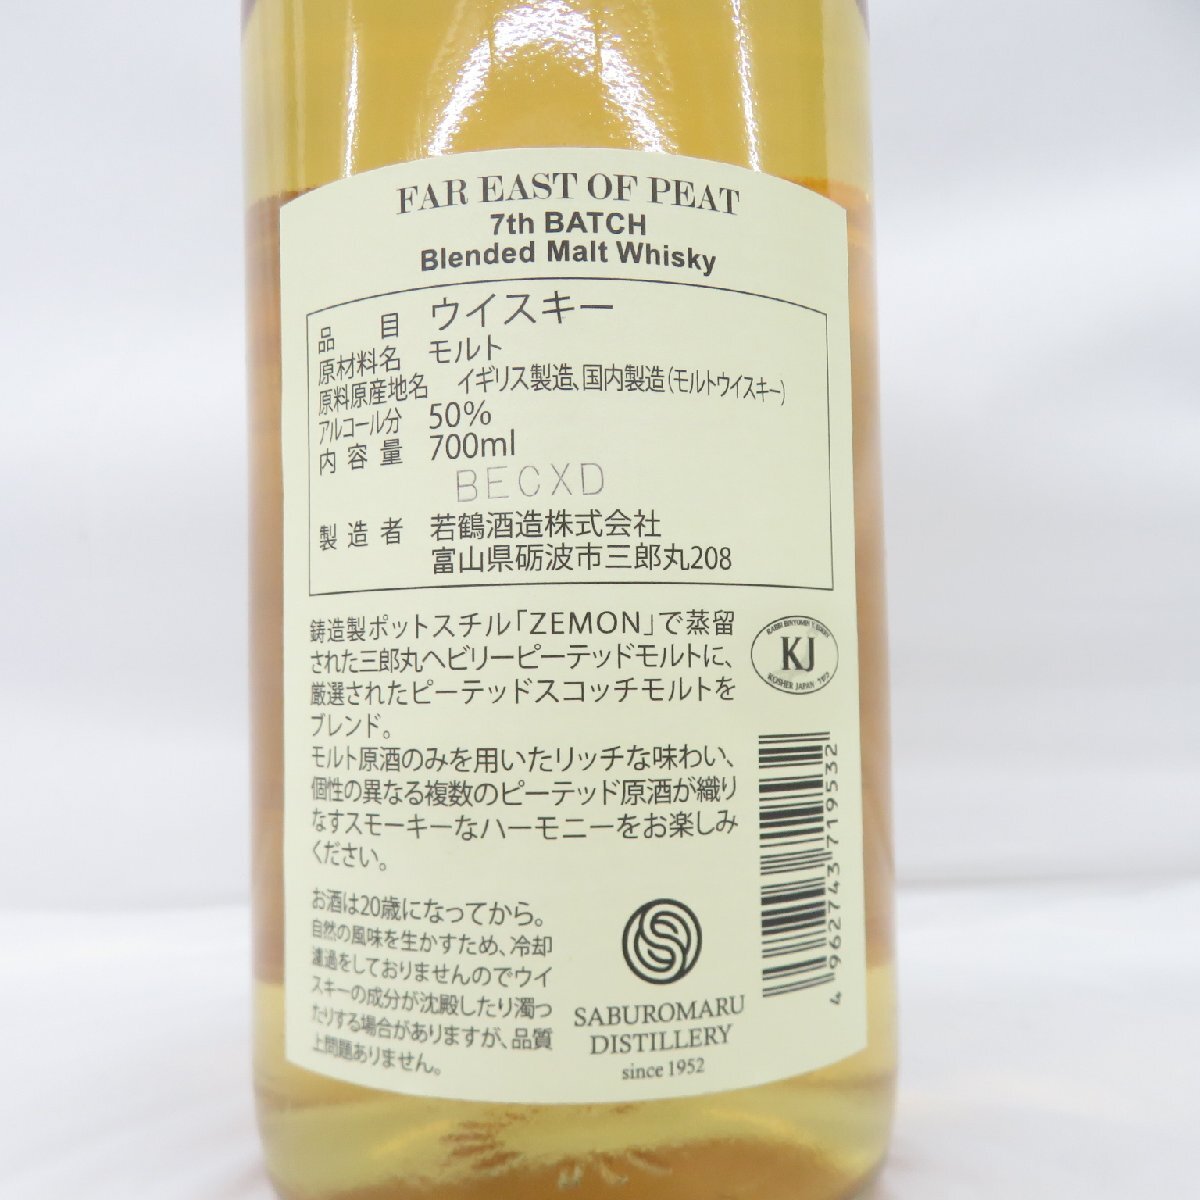 FAR EAST OF PEAT
7th BATCH
Blended Malt Whisky
品目 ウイスキー
原材料名 モルト
原料原産地名 イギリス製造、国内製造(モルトウイスキー)
アルコール分 50%
内容量 700ml
BECXD
製造者 若鶴酒造株式会社
富山県砺波市三郎丸208
鋳造製ポットスチル「ZEMON」で蒸留
された三郎丸ヘビリーピーテッドモルトに、
厳選されたピーテッドスコッチモルトを
ブレンド。
モルト原酒のみを用いたリッチな味わい、
個性の異なる複数のピーテッド原酒が織り
なすスモーキーなハーモニーをお楽しみ
ください。
KJ
KOSHER JAPAN
4962743719532
お酒は20歳になってから。
自然の風味を生かすため、冷却
濾過をしておりませんのでウイ
スキーの成分が沈殿したり濁っ
たりする場合がありますが、品質
上問題ありません。
SABUROMARU
DISTILLERY
since 1952